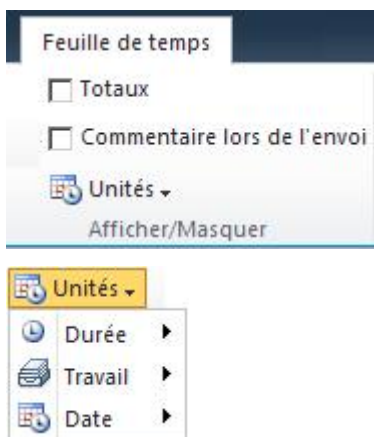 Feuille de temps
Totaux
Commentaire lors de l'envoi
Unités
Afficher/Masquer
Unités
Durée
Travail
Date